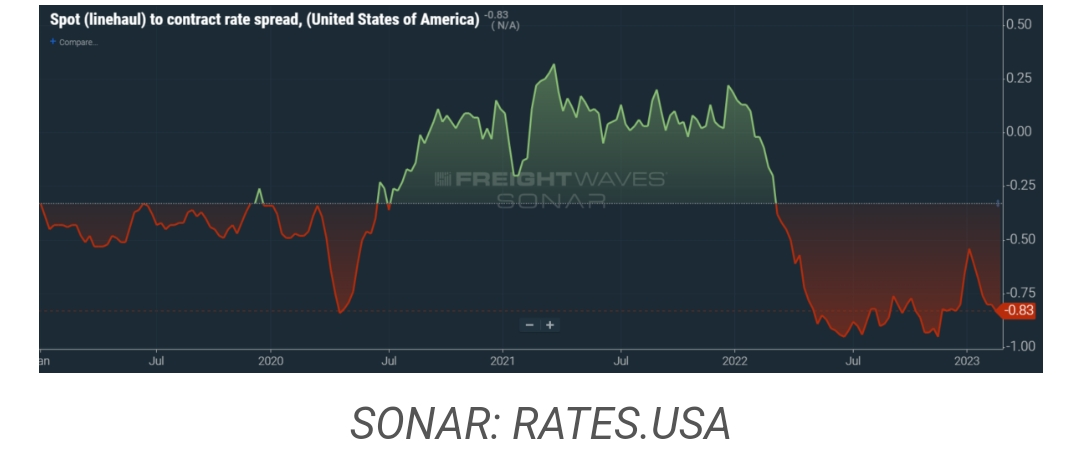 Spot (linehaul) to contract rate spread, (United States of America) -0.83
(N/A)
+ Compare...
0.50
0.25
0.00
-0.25
-0.50
-0.75
-0.83
-1.00
FREIGHTWAVES
SONAR
− +
an Jul 2020 Jul 2021 Jul 2022 Jul 2023
SONAR: RATES.USA